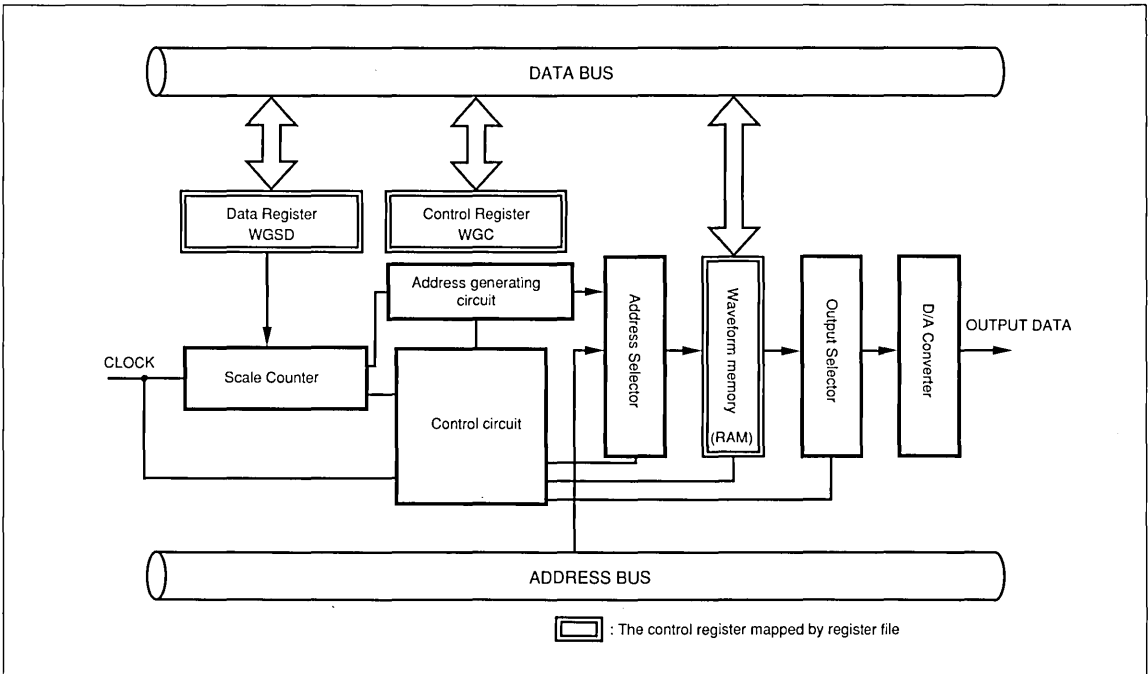 DATA BUS
Data Register
WGSD
Control Register
WGC
Address generating
circuit
CLOCK
Scale Counter
Control circuit
Address Selector
Waveform memory
(RAM)
Output Selector
D/A Converter
OUTPUT DATA
ADDRESS BUS
: The control register mapped by register file